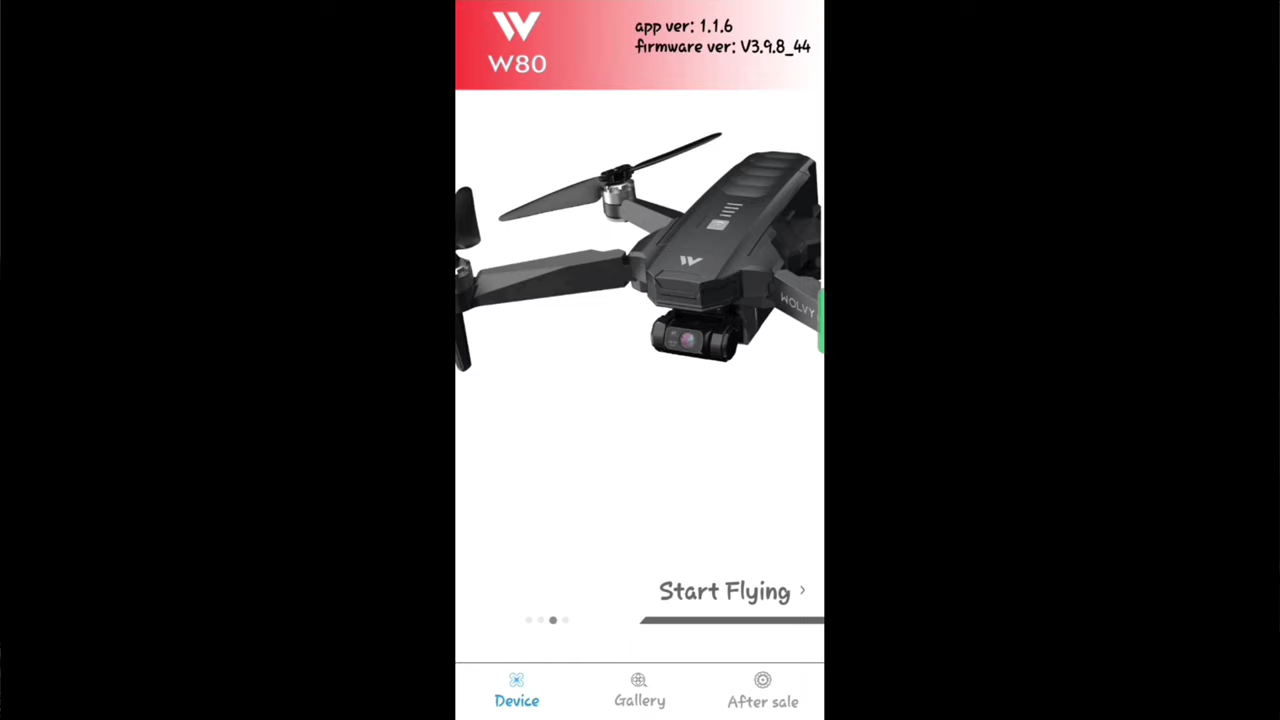 W
W80
app ver: 1.1.6
firmware ver: V3.9.8_44
W
WOLVY
Start Flying ›
Device
Gallery
After sale